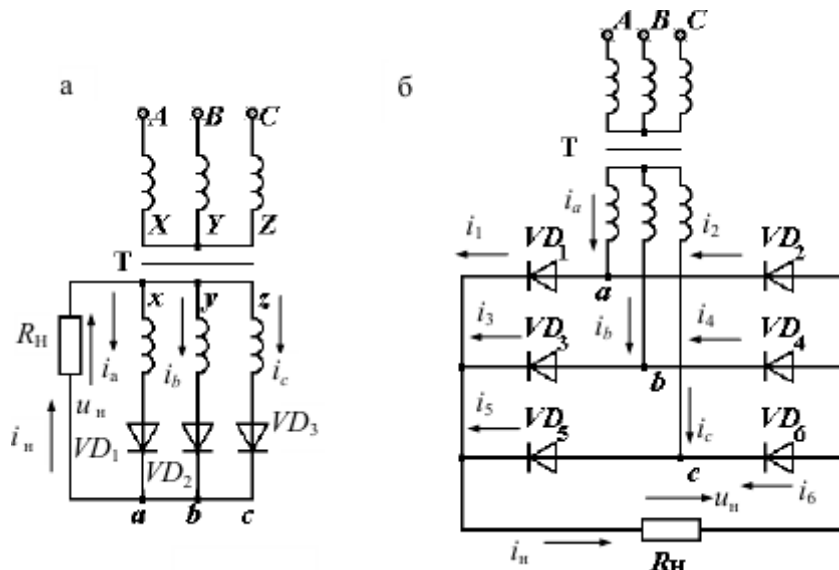 а
A B C
X Y Z
T
x y z
Rн
uн
iа ib ic
iн
VD1
VD2
VD3
a b c
б
A B C
T
ia
i1 VD1 i2 VD2
a
i3 VD3 ib i4 VD4
b
i5 VD5 ic VD6
c
uн i6
iн
Rн